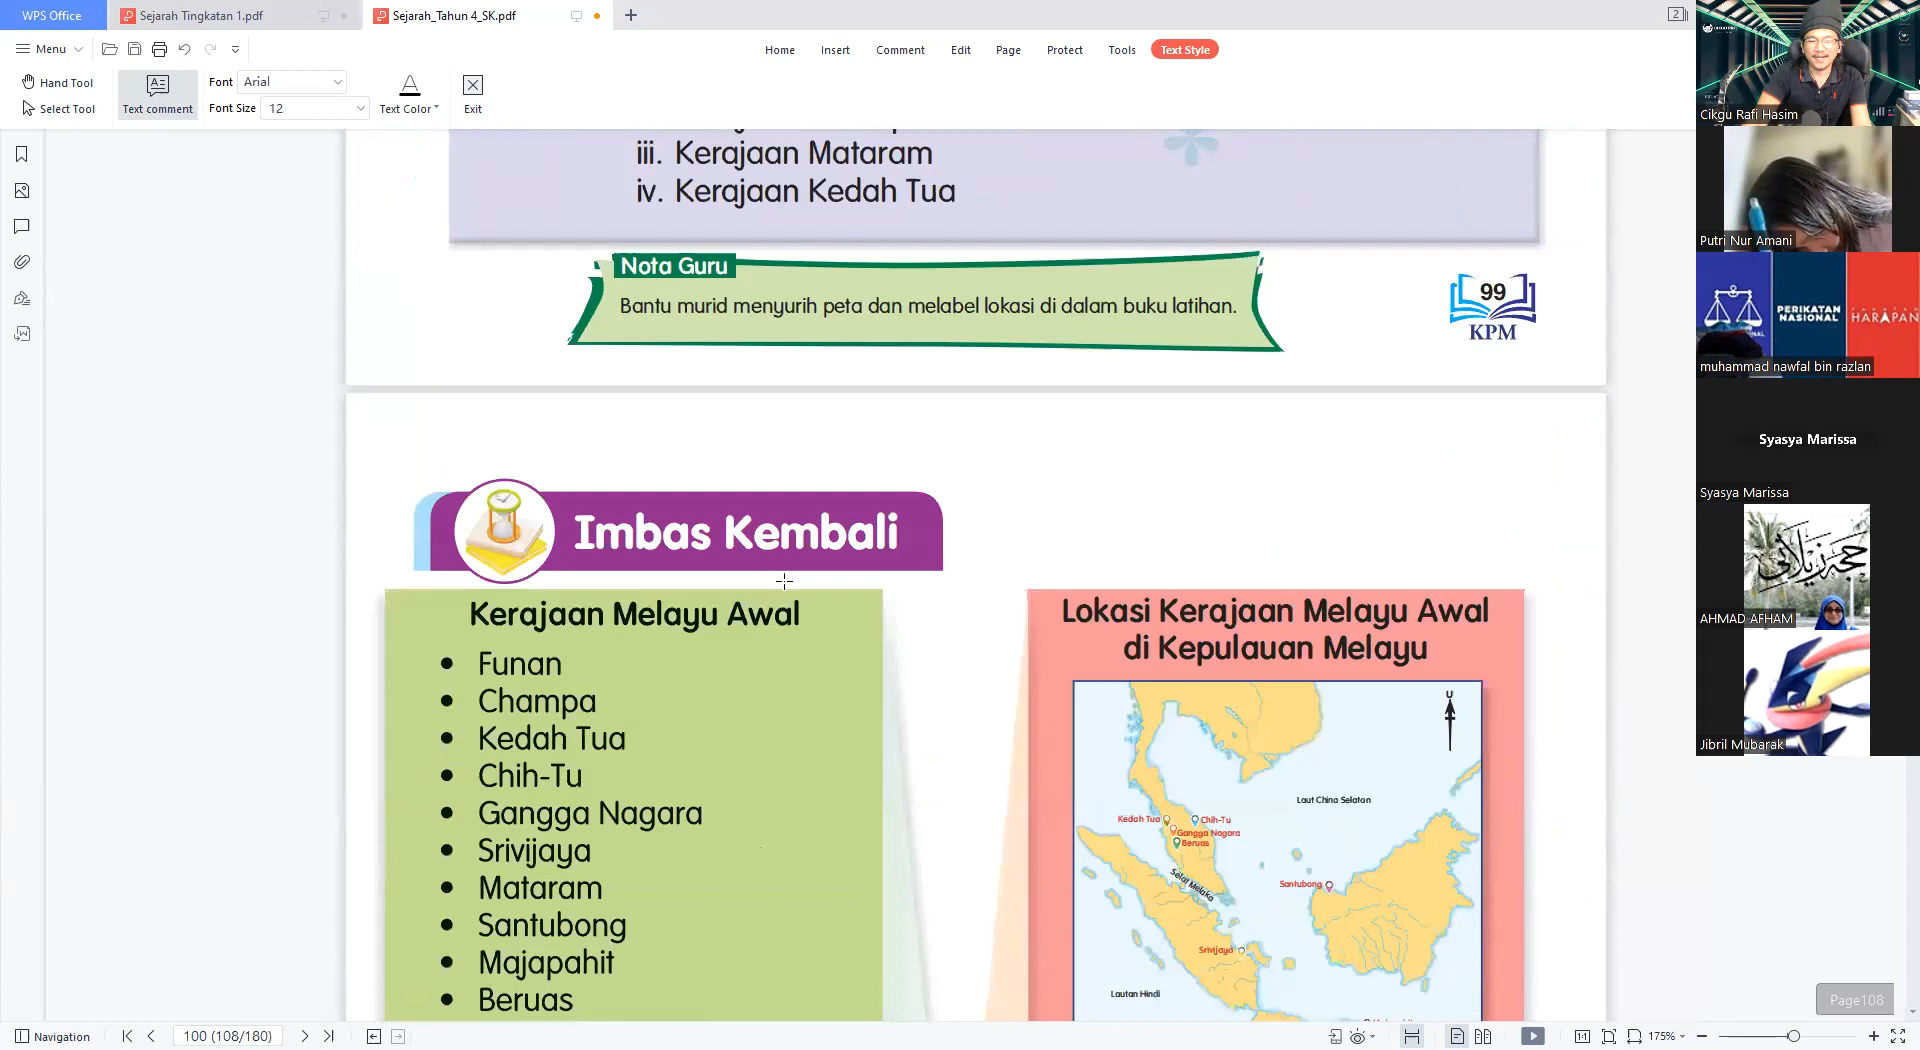 WPS Office
Sejarah Tingkatan 1.pdf
Sejarah_Tahun 4_SK.pdf
2
Menu
Home
Insert
Comment
Edit
Page
Protect
Tools
Text Style
Hand Tool
Select Tool
Text comment
Font
Arial
Font Size
12
Text Color
Exit
iii. Kerajaan Mataram
iv. Kerajaan Kedah Tua
Nota Guru
Bantu murid menyurih peta dan melabel lokasi di dalam buku latihan.
99
KPM
Imbas Kembali
Kerajaan Melayu Awal
• Funan
• Champa
• Kedah Tua
• Chih-Tu
• Gangga Nagara
• Srivijaya
• Mataram
• Santubong
• Majapahit
• Beruas
Lokasi Kerajaan Melayu Awal
di Kepulauan Melayu
U
Laut China Selatan
Kedah Tua
Chih-Tu
Gangga Nagara
Beruas
Selat Melaka
Santubong
Srivijaya
Lautan Hindi
Cikgu Rafi Hasim
Putri Nur Amani
PERIKATAN
NASIONAL
HARAPAN
muhammad nawfal bin razlan
Syasya Marissa
Syasya Marissa
AHMAD AFHAM
Jibril Mubarak
Page108
Navigation
100 (108/180)
175%